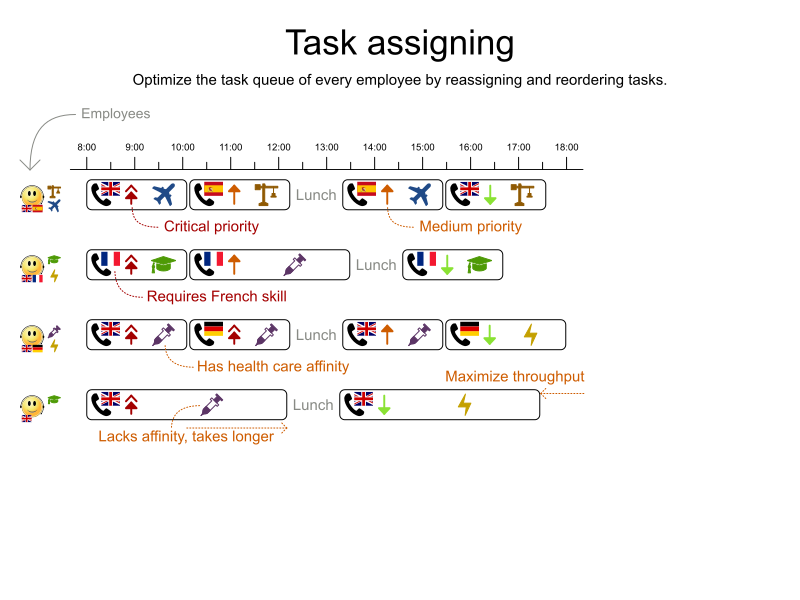 Task assigning
Optimize the task queue of every employee by reassigning and reordering tasks.
Employees
8:00 9:00 10:00 11:00 12:00 13:00 14:00 15:00 16:00 17:00 18:00
Lunch
Critical priority Medium priority
Lunch
Requires French skill
Lunch
Has health care affinity
Maximize throughput
Lunch
Lacks affinity, takes longer